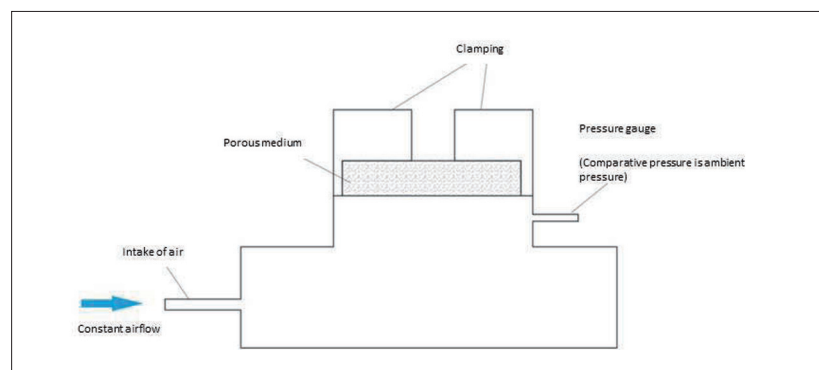 Clamping
Pressure gauge
Porous medium
(Comparative pressure is ambient
pressure)
Intake of air
Constant airflow